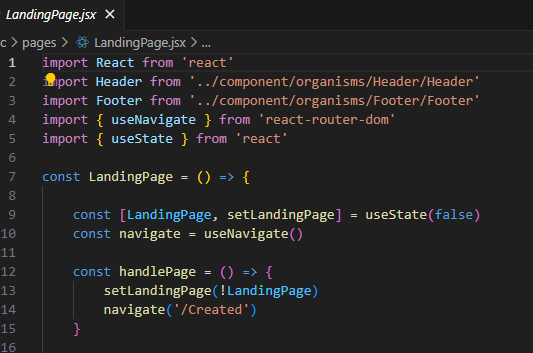 LandingPage.jsx ×
c > pages > LandingPage.jsx > ...
1 import React from 'react'
2 import Header from '../component/organisms/Header/Header'
3 import Footer from '../component/organisms/Footer/Footer'
4 import { useNavigate } from 'react-router-dom'
5 import { useState } from 'react'
6
7 const LandingPage = () => {
8
9     const [LandingPage, setLandingPage] = useState(false)
10     const navigate = useNavigate()
11
12     const handlePage = () => {
13         setLandingPage(!LandingPage)
14         navigate('/Created')
15     }
16